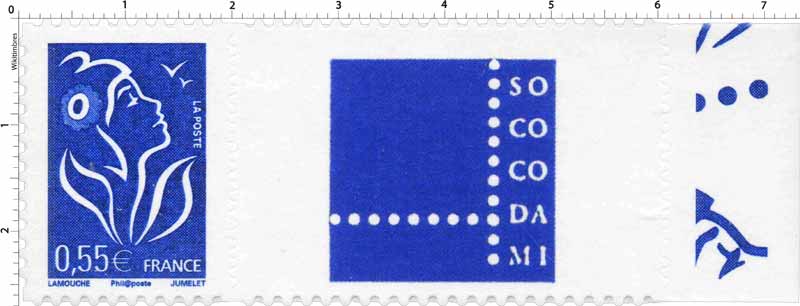 0 1 2 3 4 5 6 7
Wikitimbres
1
2
LA POSTE
0,55€ FRANCE
LAMOUCHE Phil@poste JUMELET
SO
CO
CO
DA
MI